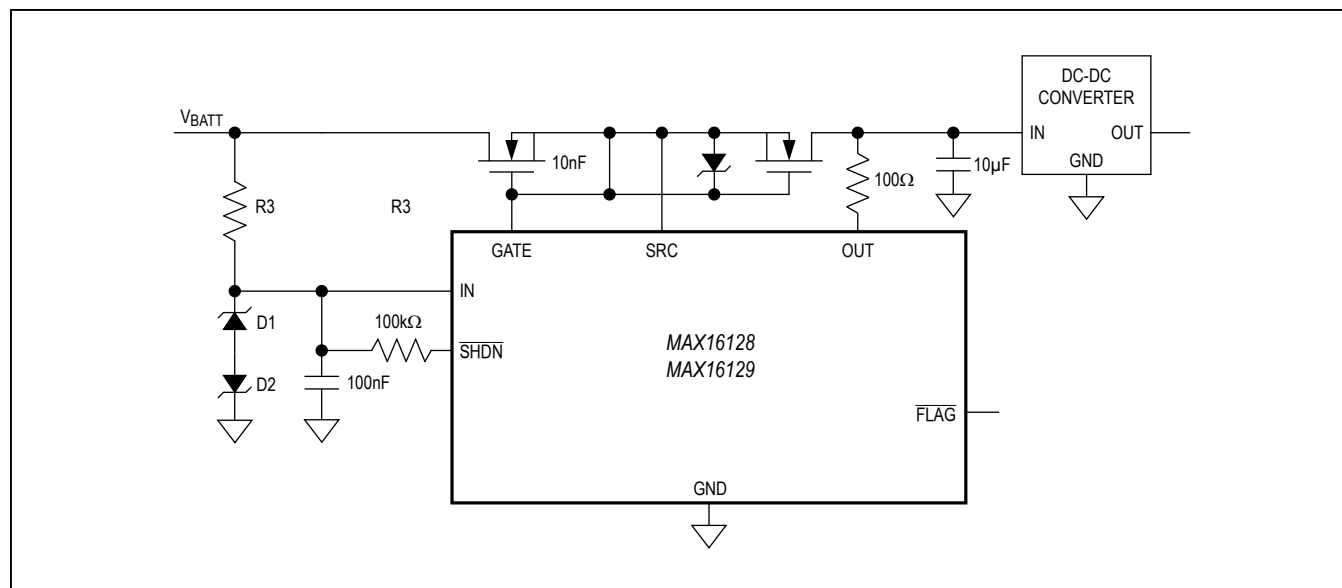 DC-DC
CONVERTER
IN
OUT
GND
VBATT
10nF
10µF
100Ω
R3
R3
GATE
SRC
OUT
IN
D1
100kΩ
SHDN
MAX16128
MAX16129
D2
100nF
FLAG
GND